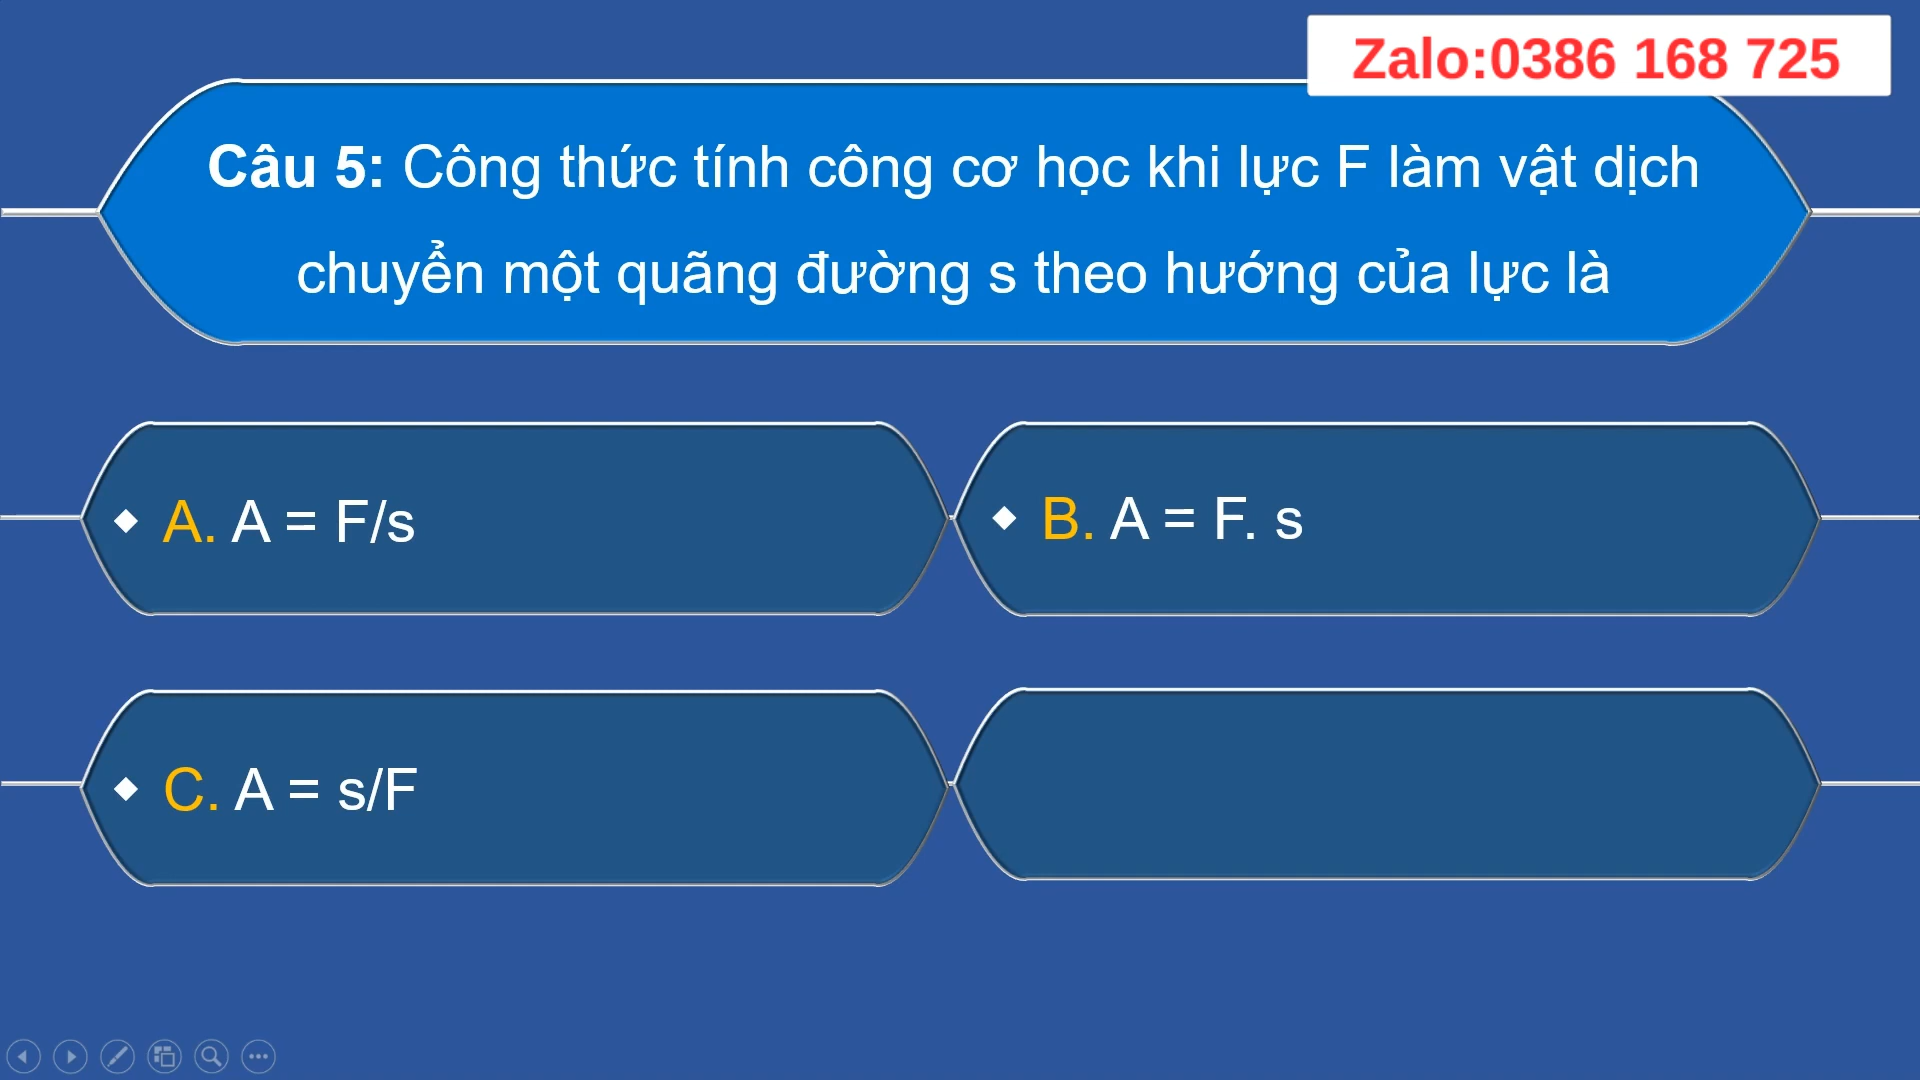 Zalo:0386 168 725
Câu 5: Công thức tính công cơ học khi lực F làm vật dịch
chuyển một quãng đường s theo hướng của lực là
A. A = F/s
B. A = F. s
C. A = s/F